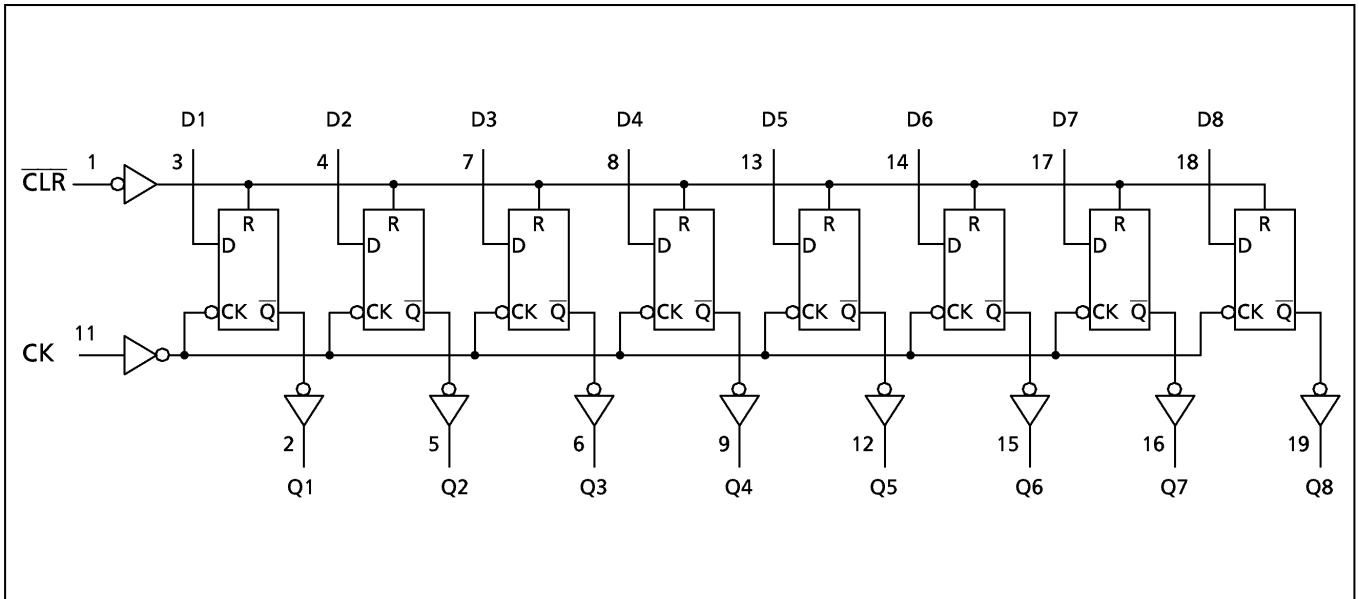 D1 D2 D3 D4 D5 D6 D7 D8
C̅L̅R̅ 1 3 4 7 8 13 14 17 18
R R R R R R R R
D D D D D D D D
CK Q̅ CK Q̅ CK Q̅ CK Q̅ CK Q̅ CK Q̅ CK Q̅ CK Q̅
CK 11
2 5 6 9 12 15 16 19
Q1 Q2 Q3 Q4 Q5 Q6 Q7 Q8